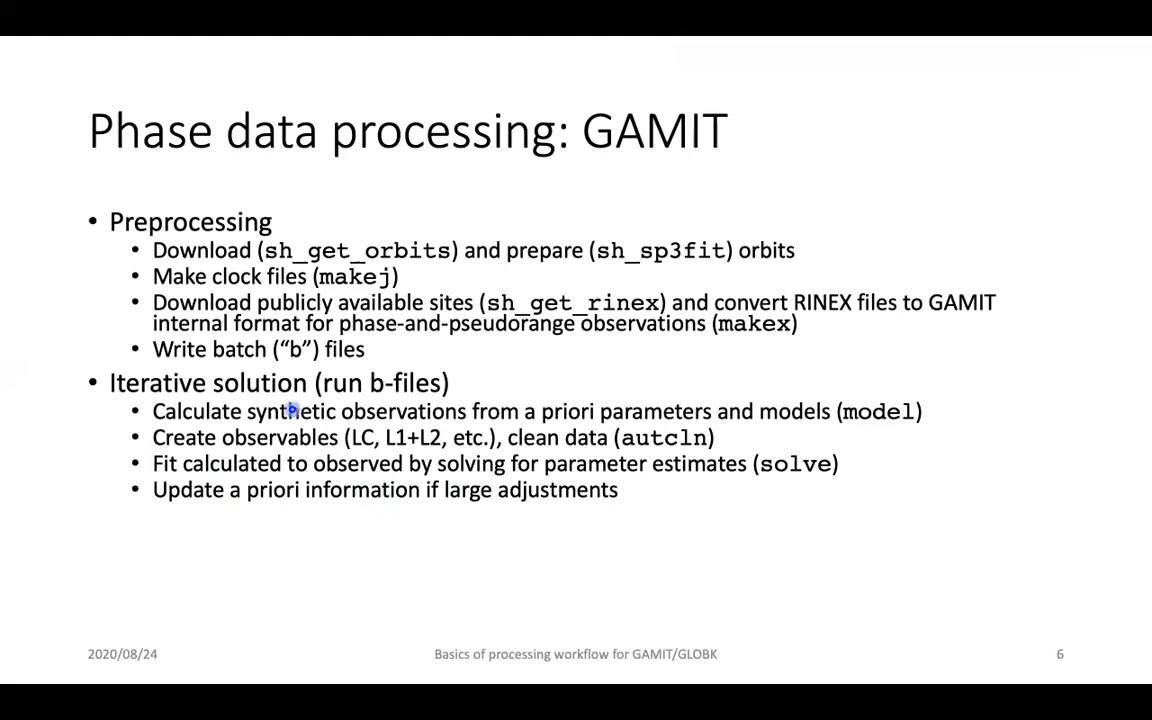 Phase data processing: GAMIT
• Preprocessing
• Download (sh_get_orbits) and prepare (sh_sp3fit) orbits
• Make clock files (makej)
• Download publicly available sites (sh_get_rinex) and convert RINEX files to GAMIT
internal format for phase-and-pseudorange observations (makex)
• Write batch (“b”) files
• Iterative solution (run b-files)
• Calculate synthetic observations from a priori parameters and models (model)
• Create observables (LC, L1+L2, etc.), clean data (autcln)
• Fit calculated to observed by solving for parameter estimates (solve)
• Update a priori information if large adjustments
2020/08/24
Basics of processing workflow for GAMIT/GLOBK
6